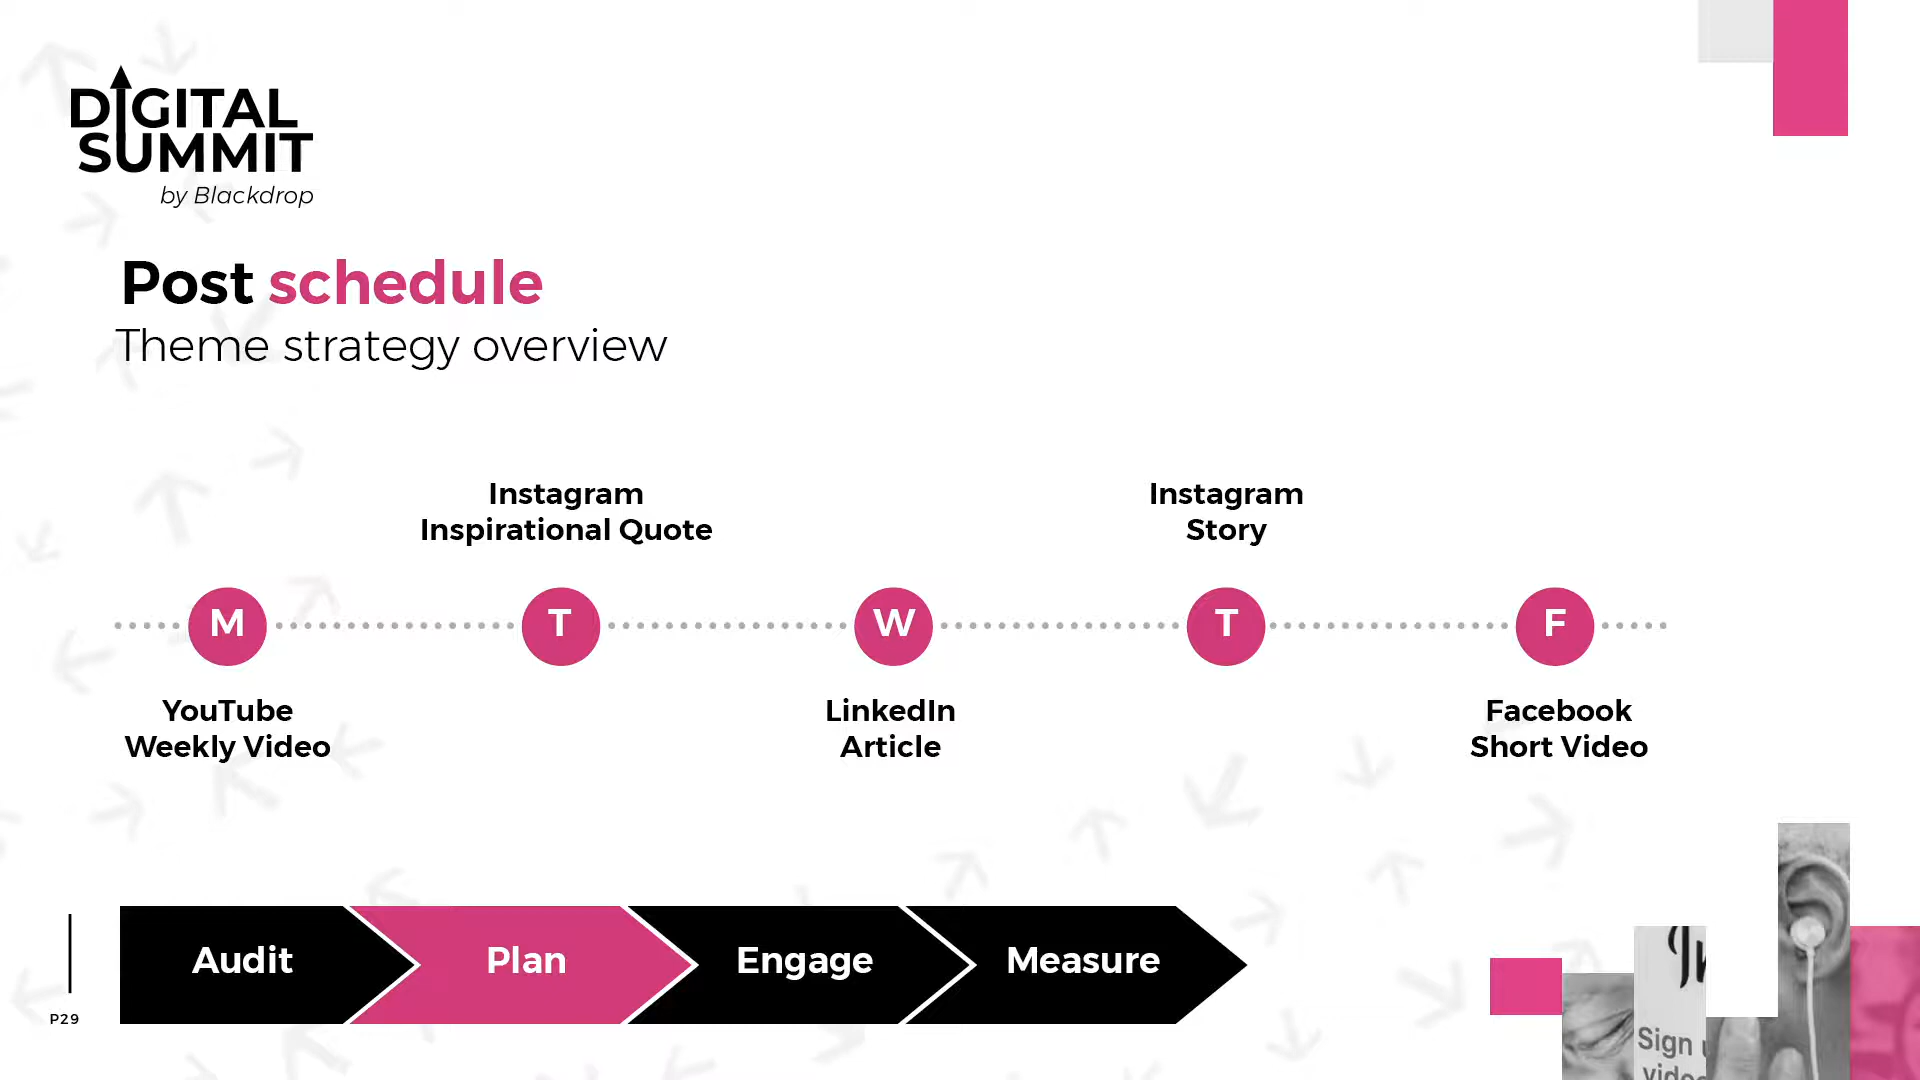 DIGITAL
SUMMIT
by Blackdrop
Post schedule
Theme strategy overview
Instagram
Inspirational Quote
Instagram
Story
M
T
W
T
F
YouTube
Weekly Video
LinkedIn
Article
Facebook
Short Video
Audit
Plan
Engage
Measure
P29
Sign